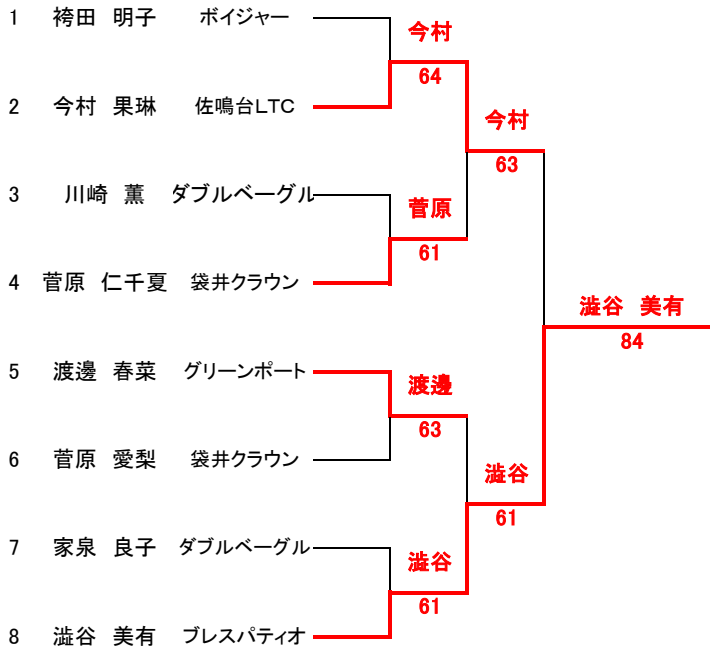 1 袴田 明子 ボイジャー
今村
64
2 今村 果琳 佐鳴台LTC
今村
63
3 川崎 薫 ダブルベーグル
菅原
61
4 菅原 仁千夏 袋井クラウン
澁谷 美有
84
5 渡邊 春菜 グリーンポート
渡邊
63
6 菅原 愛梨 袋井クラウン
澁谷
61
7 家泉 良子 ダブルベーグル
澁谷
61
8 澁谷 美有 ブレスパティオ